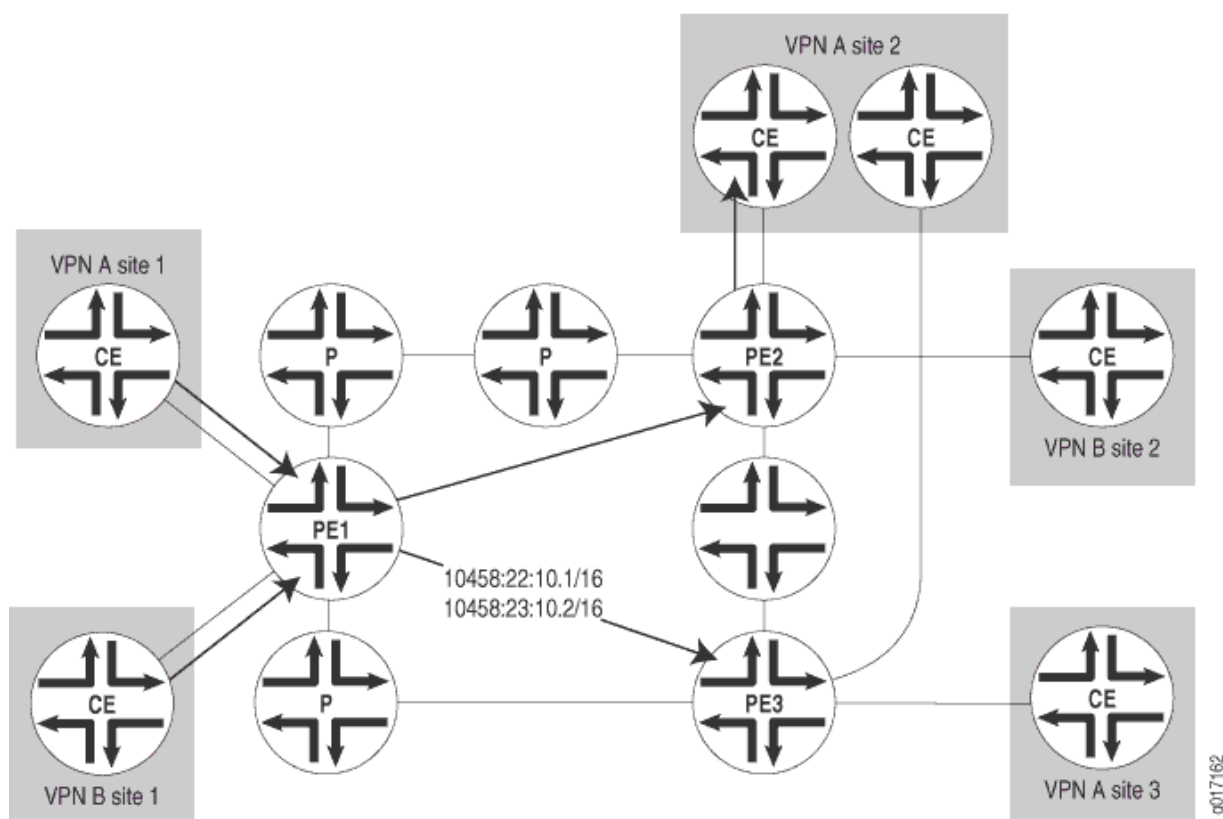 VPN A site 2
CE
CE
VPN A site 1
CE
P
P
PE2
CE
VPN B site 2
PE1
10458:22:10.1/16
10458:23:10.2/16
CE
VPN B site 1
P
PE3
CE
VPN A site 3
g017162